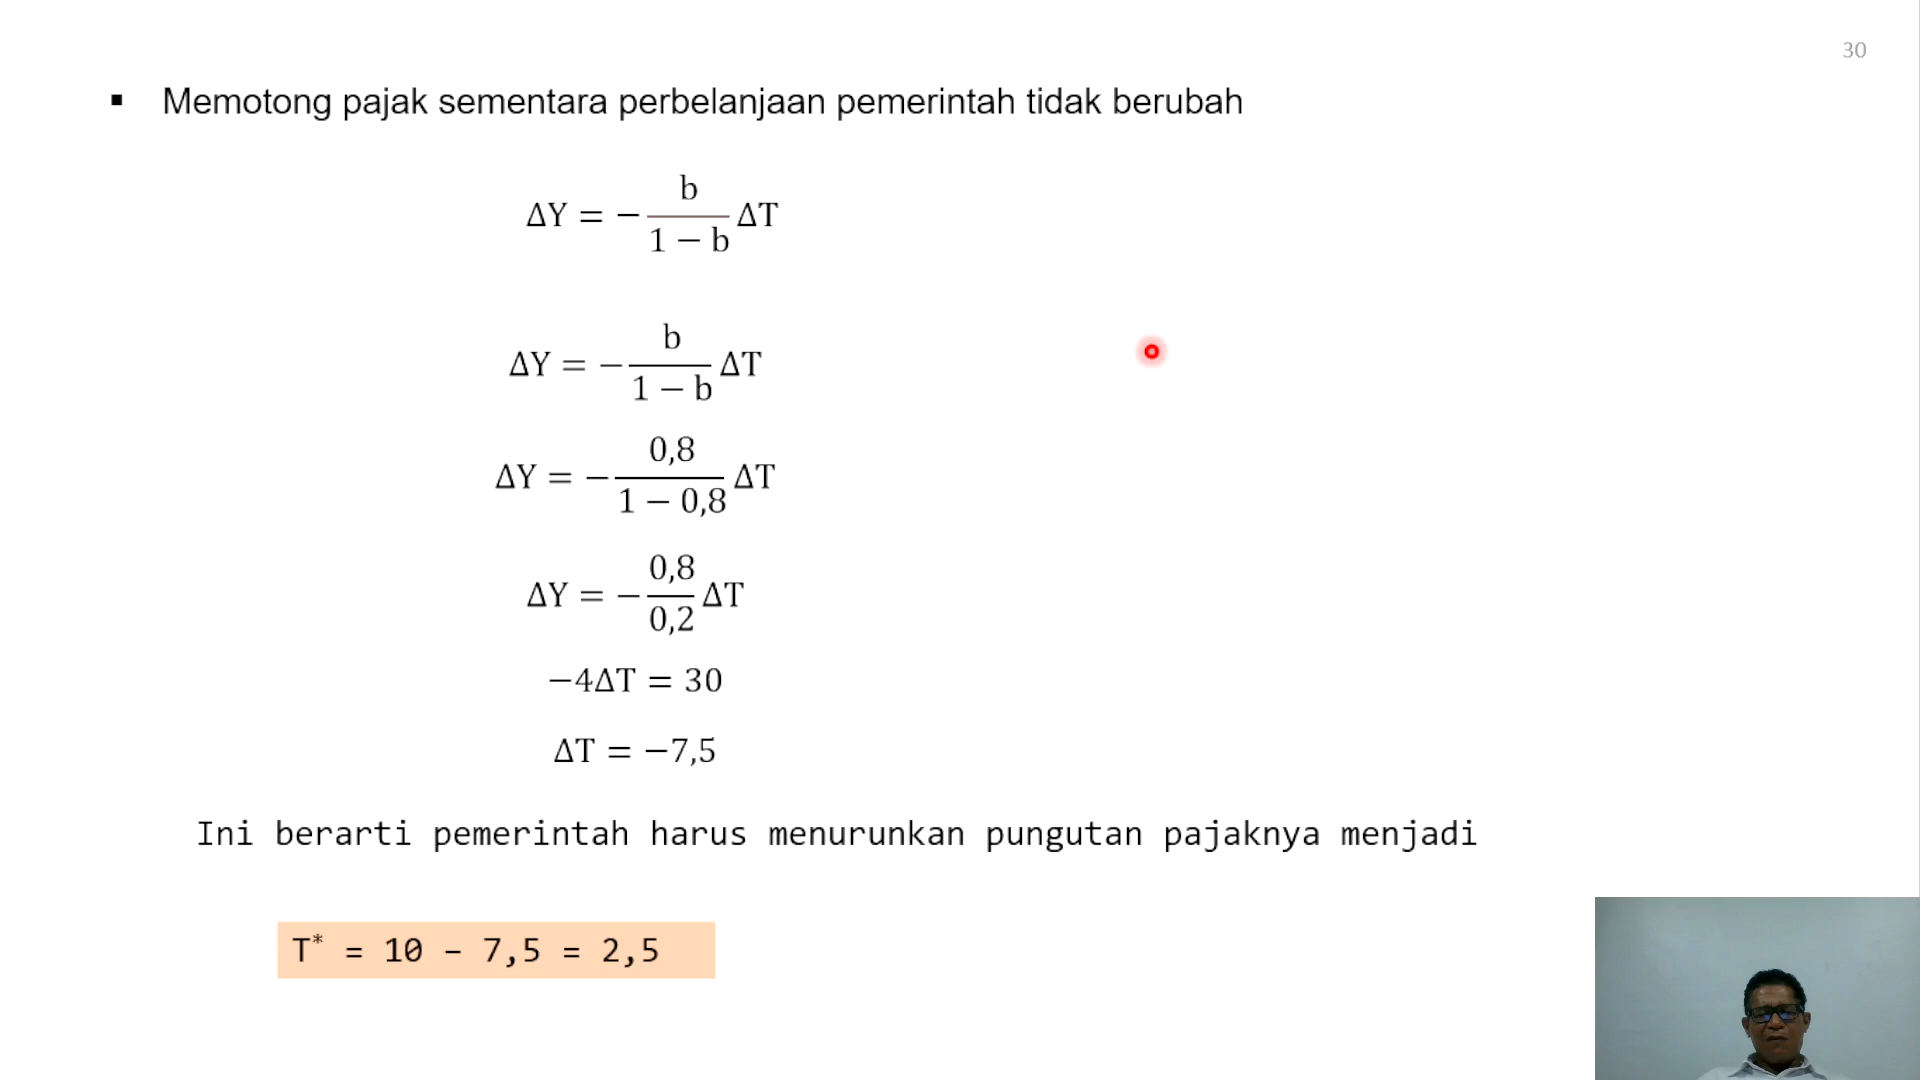 30
▪ Memotong pajak sementara perbelanjaan pemerintah tidak berubah
ΔY = −b/(1 − b) ΔT
ΔY = −b/(1 − b) ΔT
ΔY = −0,8/(1 − 0,8) ΔT
ΔY = −0,8/0,2 ΔT
−4ΔT = 30
ΔT = −7,5
Ini berarti pemerintah harus menurunkan pungutan pajaknya menjadi
T* = 10 – 7,5 = 2,5